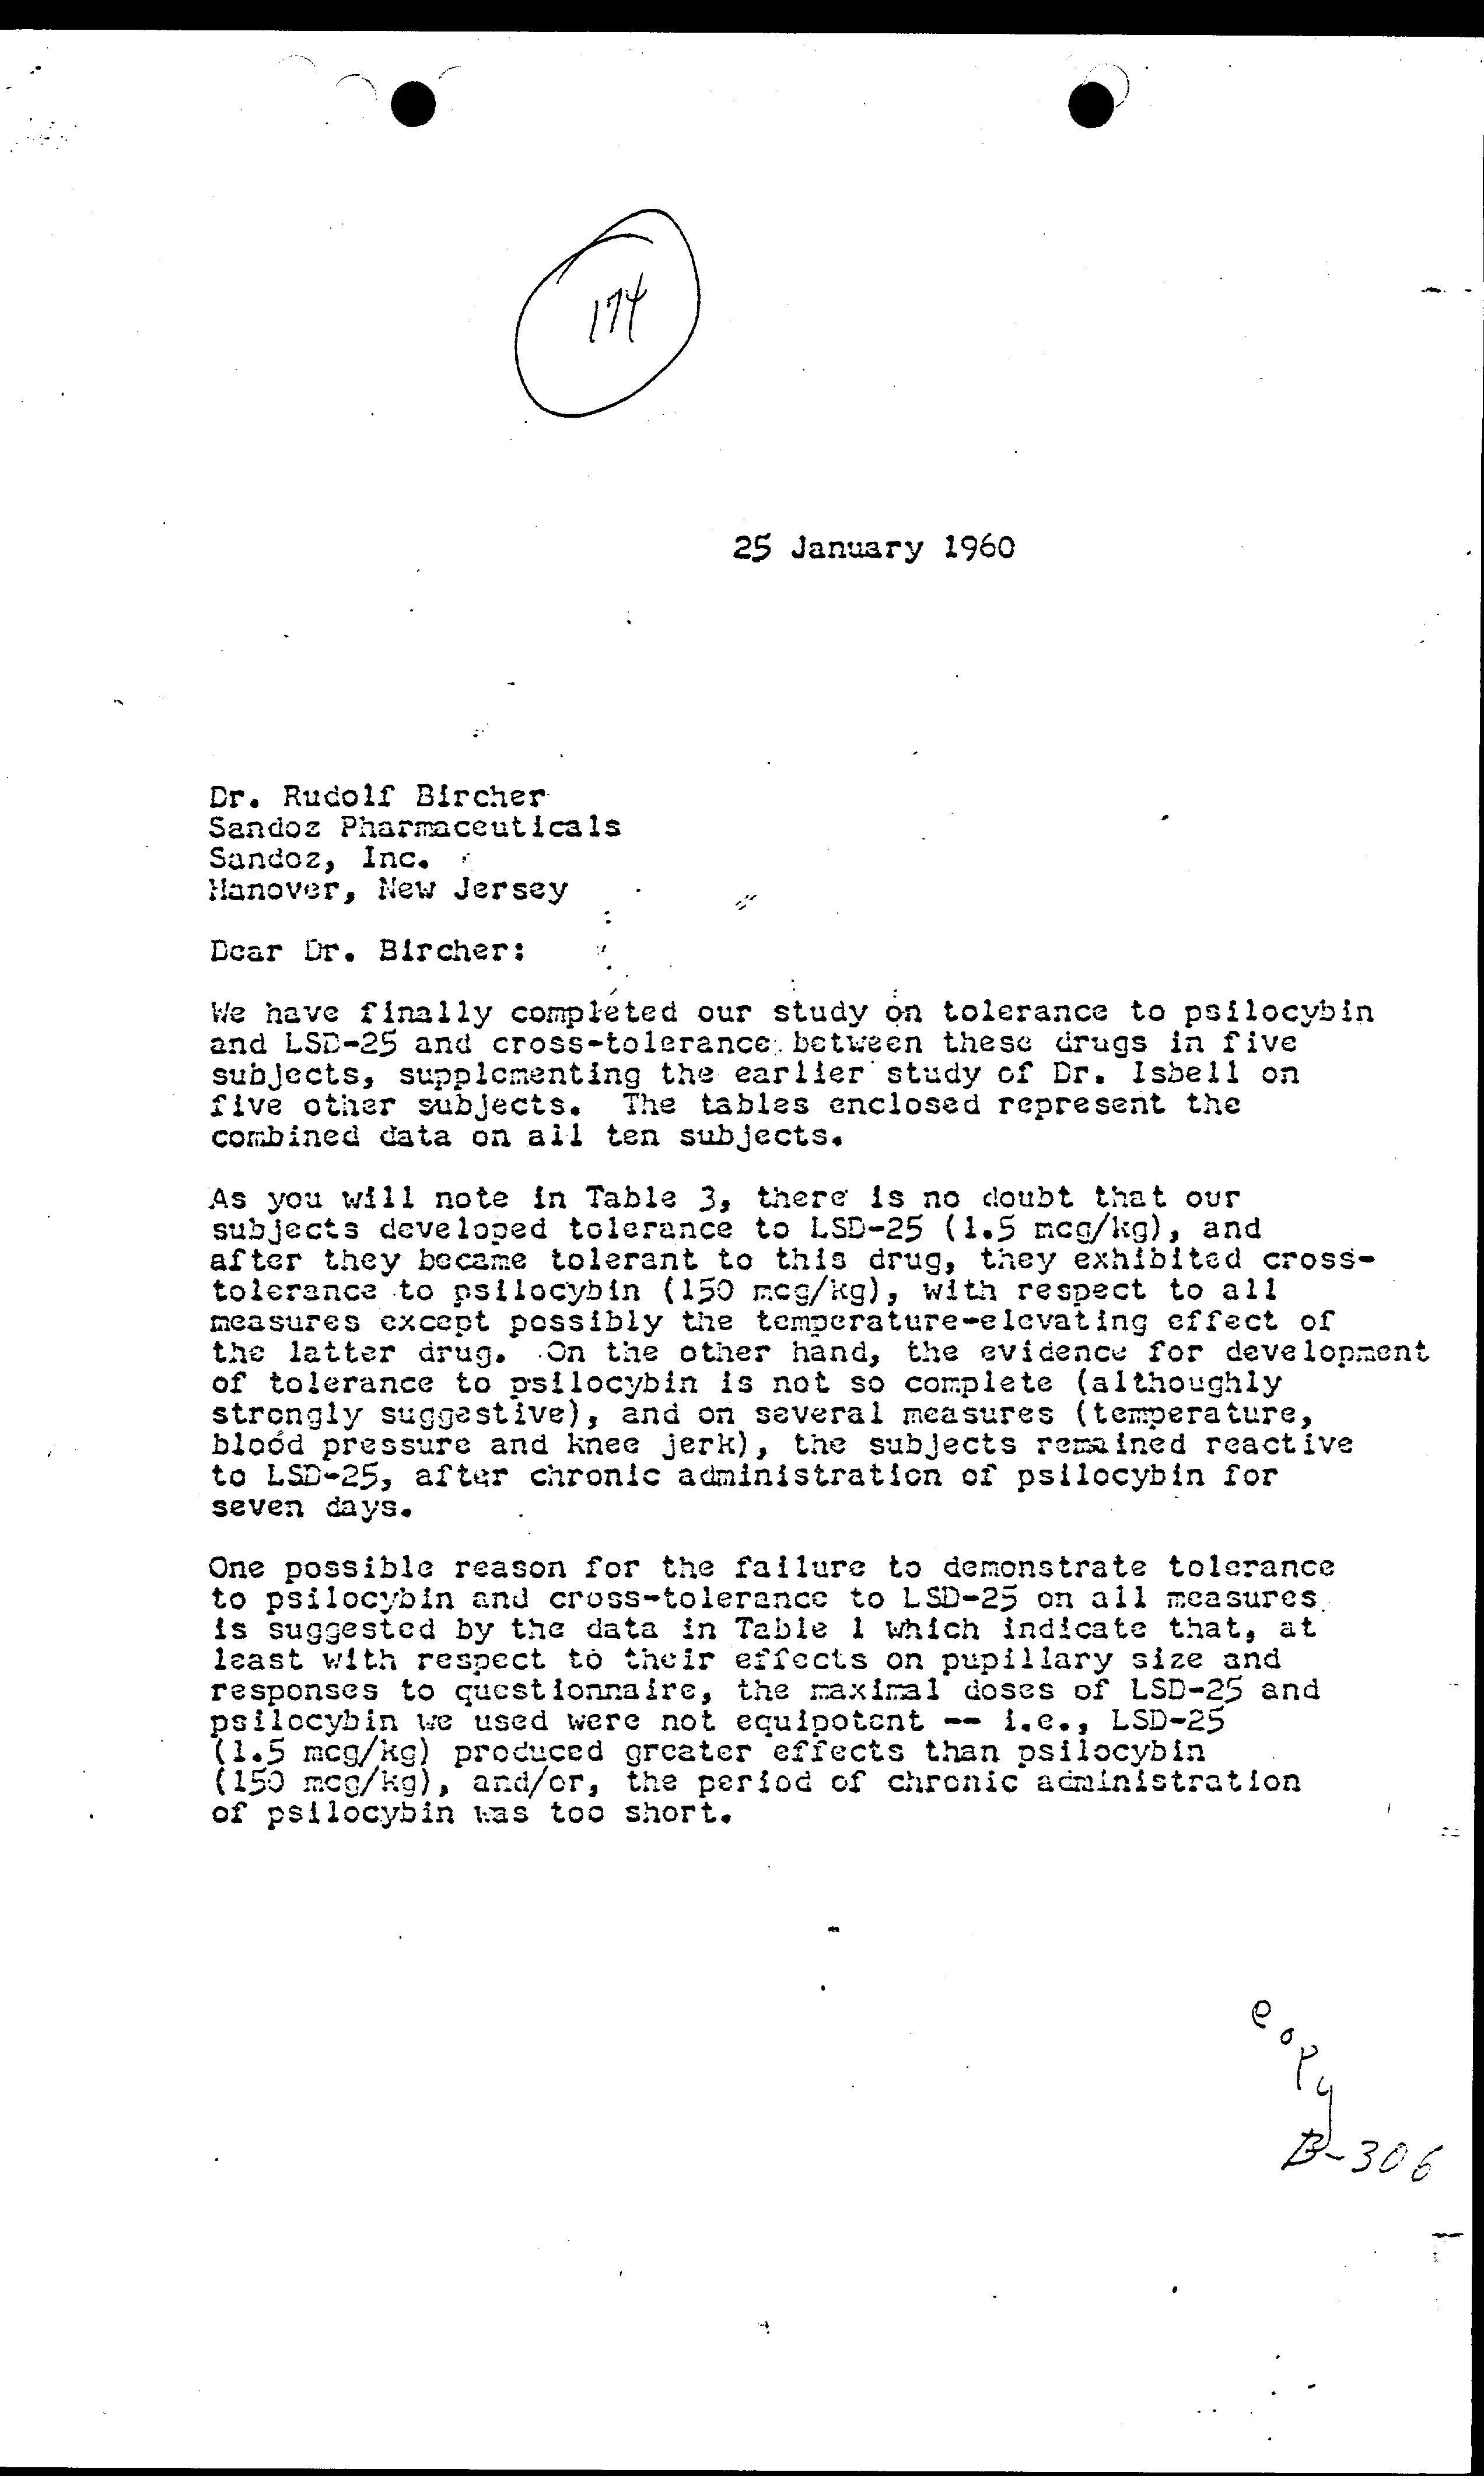 174
25 January 1960
Dr. Rudolf Bircher
Sandoz Pharmaceuticals
Sandoz, Inc.
Hanover, New Jersey
Dear Dr. Bircher:
We have finally completed our study on tolerance to psilocybin
and LSD-25 and cross-tolerance between these drugs in five
subjects, supplementing the earlier study of Dr. Isbell on
five other subjects. The tables enclosed represent the
combined data on all ten subjects.
As you will note in Table 3, there is no doubt that our
subjects developed tolerance to LSD-25 (1.5 mcg/kg), and
after they became tolerant to this drug, they exhibited cross-
tolerance to psilocybin (150 mcg/kg), with respect to all
measures except possibly the temperature-elevating effect of
the latter drug. On the other hand, the evidence for development
of tolerance to psilocybin is not so complete (althoughly
strongly suggestive), and on several measures (temperature,
blood pressure and knee jerk), the subjects remained reactive
to LSD-25, after chronic administration of psilocybin for
seven days.
One possible reason for the failure to demonstrate tolerance
to psilocybin and cross-tolerance to LSD-25 on all measures
is suggested by the data in Table 1 which indicate that, at
least with respect to their effects on pupillary size and
responses to questionnaire, the maximal doses of LSD-25 and
psilocybin we used were not equipotent -- i.e., LSD-25
(1.5 mcg/kg) produced greater effects than psilocybin
(150 mcg/kg), and/or, the period of chronic administration
of psilocybin was too short.
copy
B-306